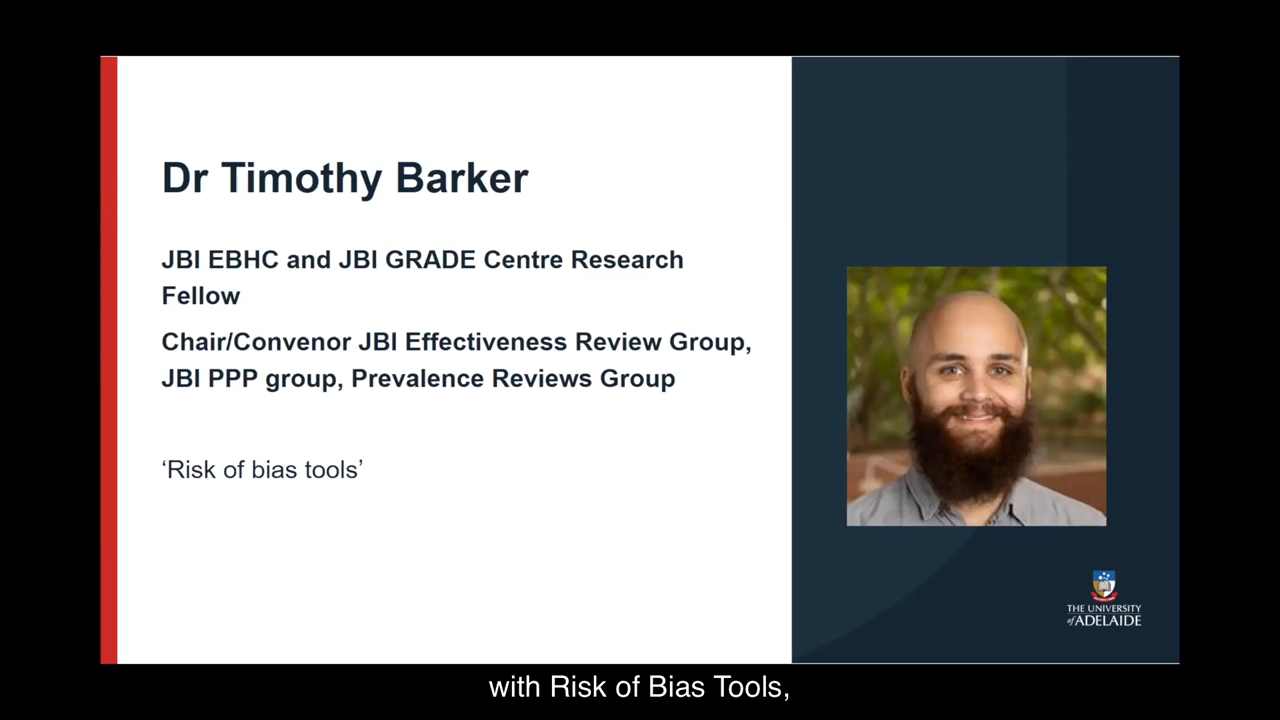 Dr Timothy Barker
JBI EBHC and JBI GRADE Centre Research
Fellow
Chair/Convenor JBI Effectiveness Review Group,
JBI PPP group, Prevalence Reviews Group
‘Risk of bias tools’
THE UNIVERSITY
of ADELAIDE
with Risk of Bias Tools,